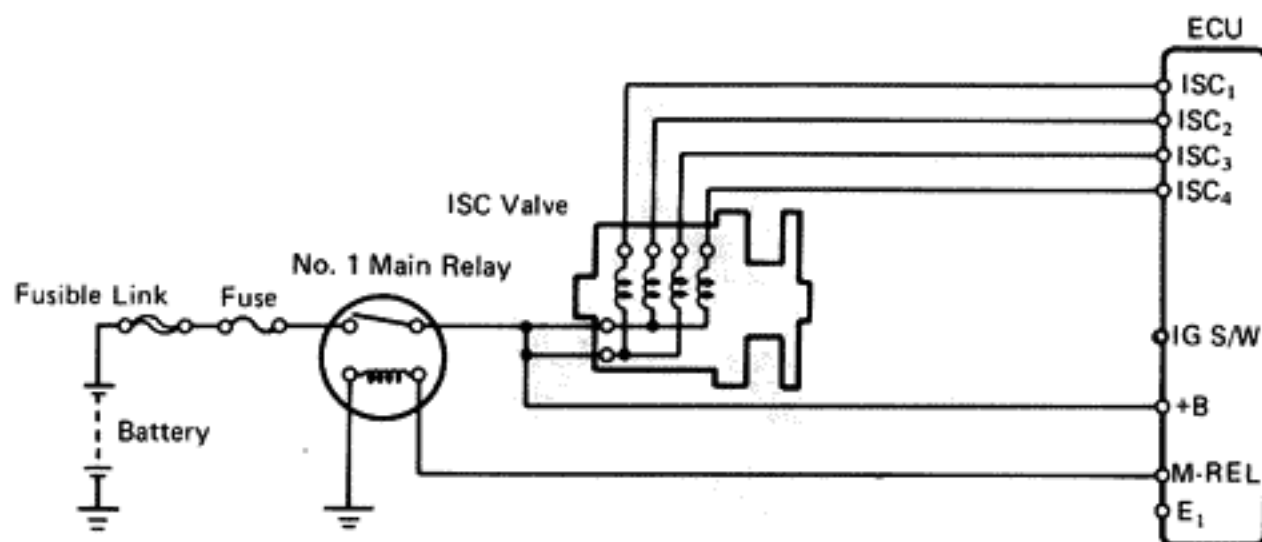 ECU
ISC₁
ISC₂
ISC₃
ISC₄
ISC Valve
No. 1 Main Relay
Fusible Link
Fuse
IG S/W
+B
Battery
M-REL
E₁